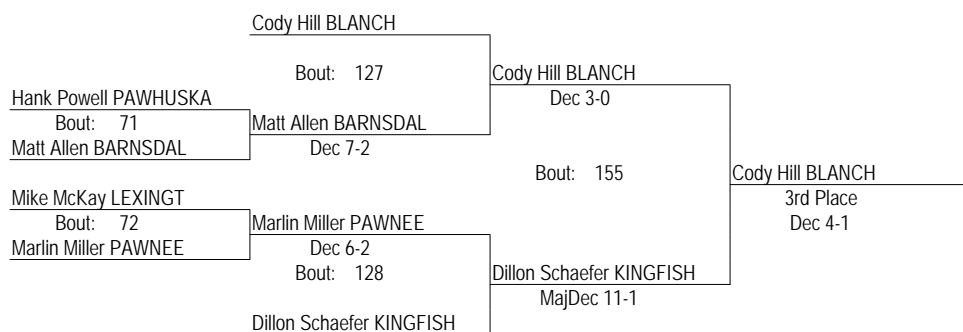 Cody Hill BLANCH
Bout: 127
Cody Hill BLANCH
Dec 3-0
Hank Powell PAWHUSKA
Bout: 71
Matt Allen BARNSDAL
Matt Allen BARNSDAL
Dec 7-2
Bout: 155
Cody Hill BLANCH
3rd Place
Dec 4-1
Mike McKay LEXINGT
Bout: 72
Marlin Miller PAWNEE
Marlin Miller PAWNEE
Dec 6-2
Bout: 128
Dillon Schaefer KINGFISH
MajDec 11-1
Dillon Schaefer KINGFISH